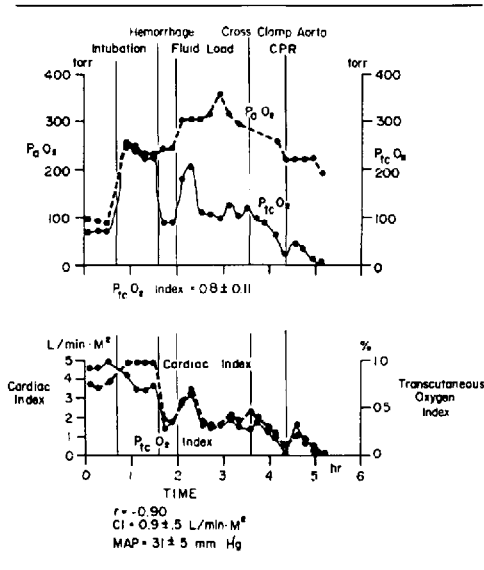 Hemorrhage Cross Clamp Aorta
Intubation Fluid Load CPR
torr torr
400 400
300 300
PaO2 PaO2 PtcO2
200 200
PtcO2
100 100
0 0
PtcO2 Index = 0.8 ± 0.11
L/min·M2 %
5 1.0
4 Cardiac Index
Cardiac Index 3 Transcutaneous Oxygen Index
2 0.5
1 PtcO2 Index
0 0
0 1 2 3 4 5 6
hr
TIME
r = -0.90
CI = 0.9 ± .5 L/min·M2
MAP = 31 ± 5 mm Hg